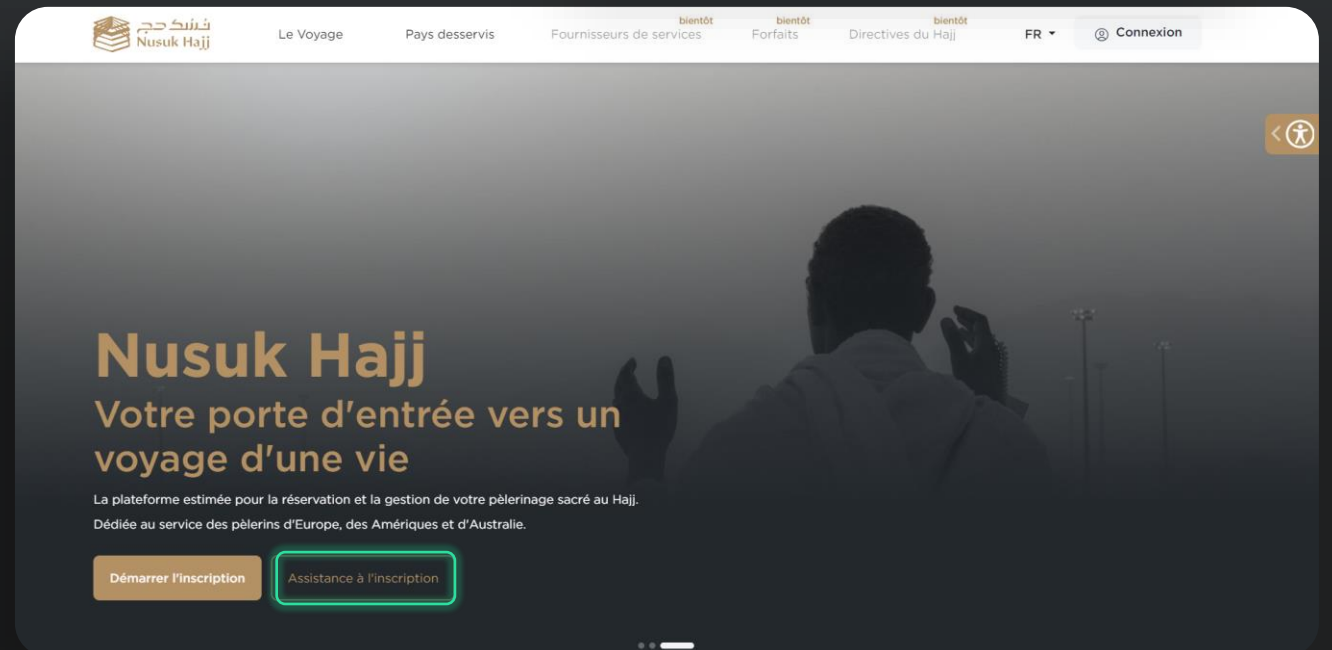 نسك حج
Nusuk Hajj
Le Voyage
Pays desservis
bientôt
Fournisseurs de services
bientôt
Forfaits
bientôt
Directives du Hajj
FR
Connexion
Nusuk Hajj
Votre porte d'entrée vers un
voyage d'une vie
La plateforme estimée pour la réservation et la gestion de votre pèlerinage sacré au Hajj.
Dédiée au service des pèlerins d'Europe, des Amériques et d'Australie.
Démarrer l'inscription
Assistance à l'inscription